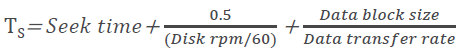 T_S=Seek time + 0.5/(Disk rpm/60) + Data block size/Data transfer rate